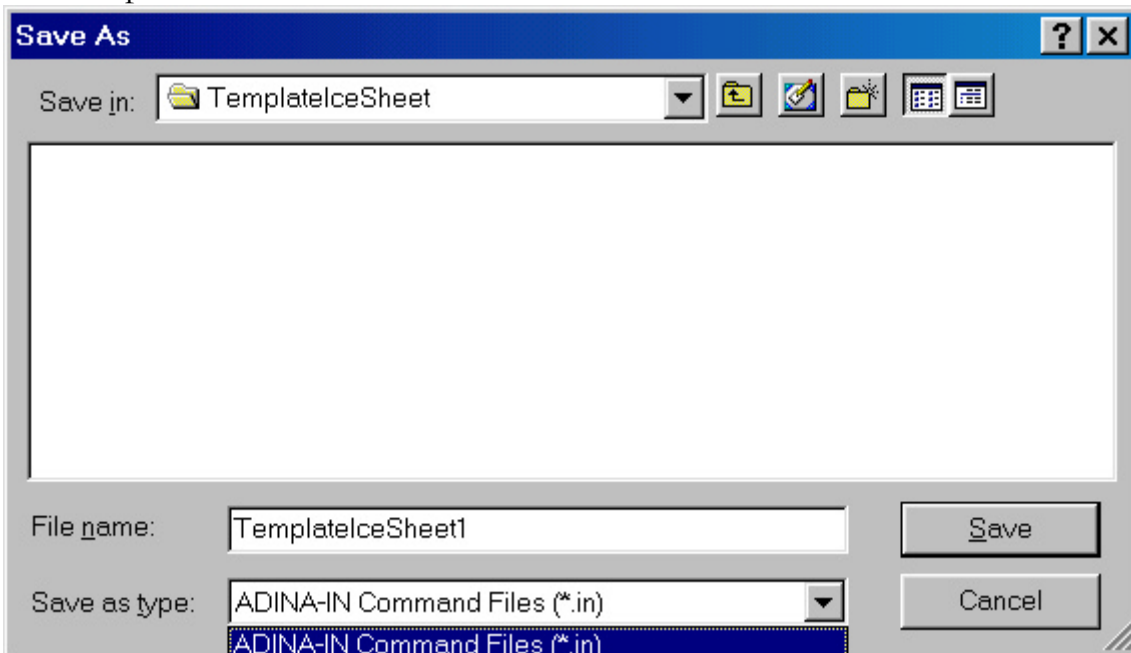 Save As
Save in: TemplateIceSheet
File name: TemplateIceSheet1 Save
Save as type: ADINA-IN Command Files (*.in) Cancel
ADINA-IN Command Files (*.in)